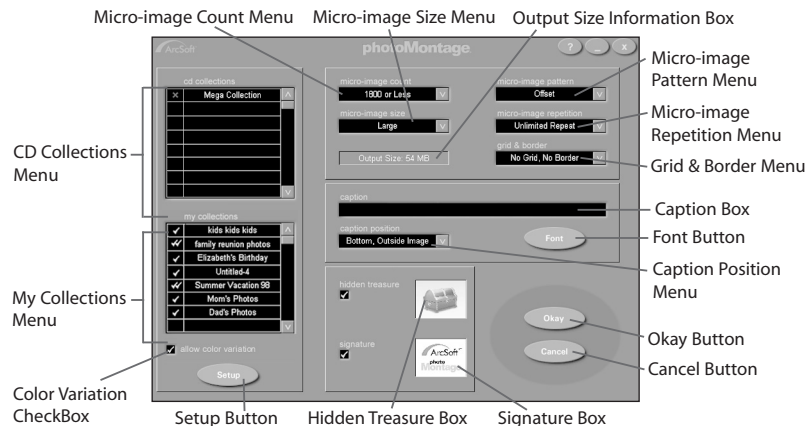 Micro-image Count Menu
Micro-image Size Menu
Output Size Information Box
ArcSoft
photoMontage
? _ x
cd collections
× Mega Collection
my collections
kids kids kids
family reunion photos
Elizabeth's Birthday
Untitled-4
Summer Vacation 98
Mom's Photos
Dad's Photos
allow color variation
Setup
micro-image count
1800 or Less
micro-image pattern
Offset
micro-image size
Large
micro-image repetition
Unlimited Repeat
Output Size: 54 MB
grid & border
No Grid, No Border
caption
caption position
Bottom, Outside Image
Font
hidden treasure
signature
ArcSoft
photo
Montage
Okay
Cancel
CD Collections
Menu
My Collections
Menu
Color Variation
CheckBox
Setup Button
Hidden Treasure Box
Signature Box
Micro-image
Pattern Menu
Micro-image
Repetition Menu
Grid & Border Menu
Caption Box
Font Button
Caption Position
Menu
Okay Button
Cancel Button